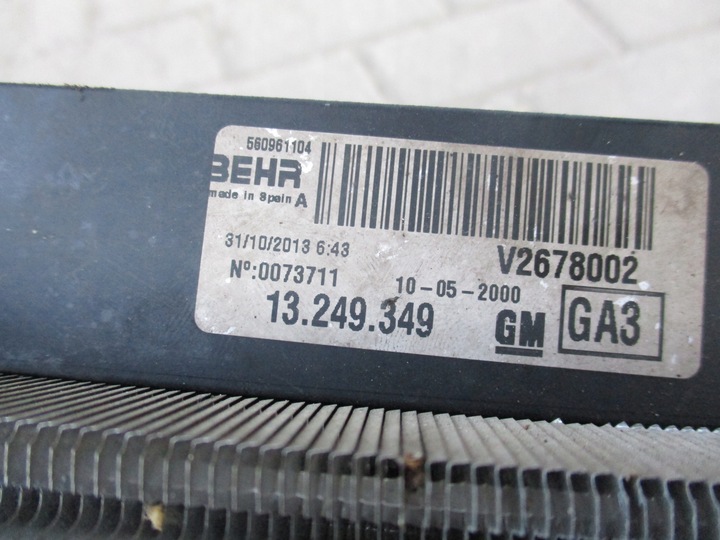 560961104
BEHR
made in Spain A
31/10/2013 6:43
V2678002
Nº:0073711
10-05-2000
13.249.349
GM
GA3